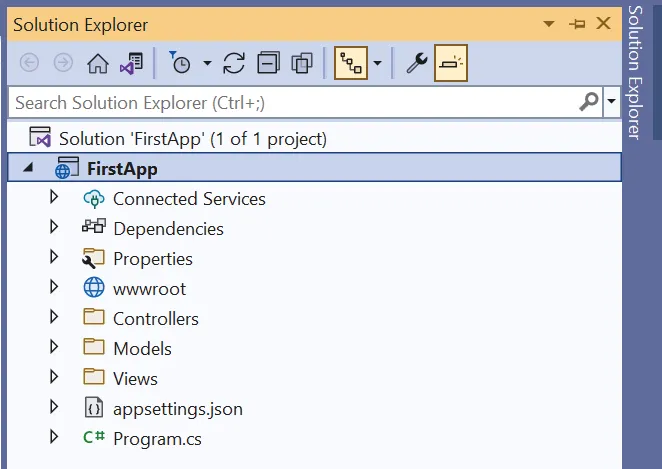 Solution Explorer
Search Solution Explorer (Ctrl+;)
Solution 'FirstApp' (1 of 1 project)
FirstApp
Connected Services
Dependencies
Properties
wwwroot
Controllers
Models
Views
appsettings.json
C# Program.cs
Solution Explorer